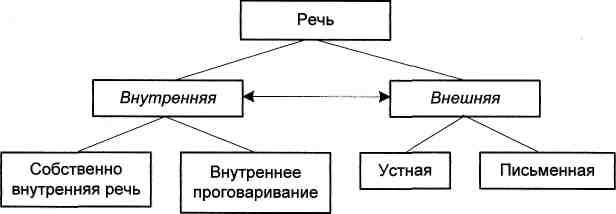 Речь
Внутренняя
Внешняя
Собственно
внутренняя речь
Внутреннее
проговаривание
Устная
Письменная